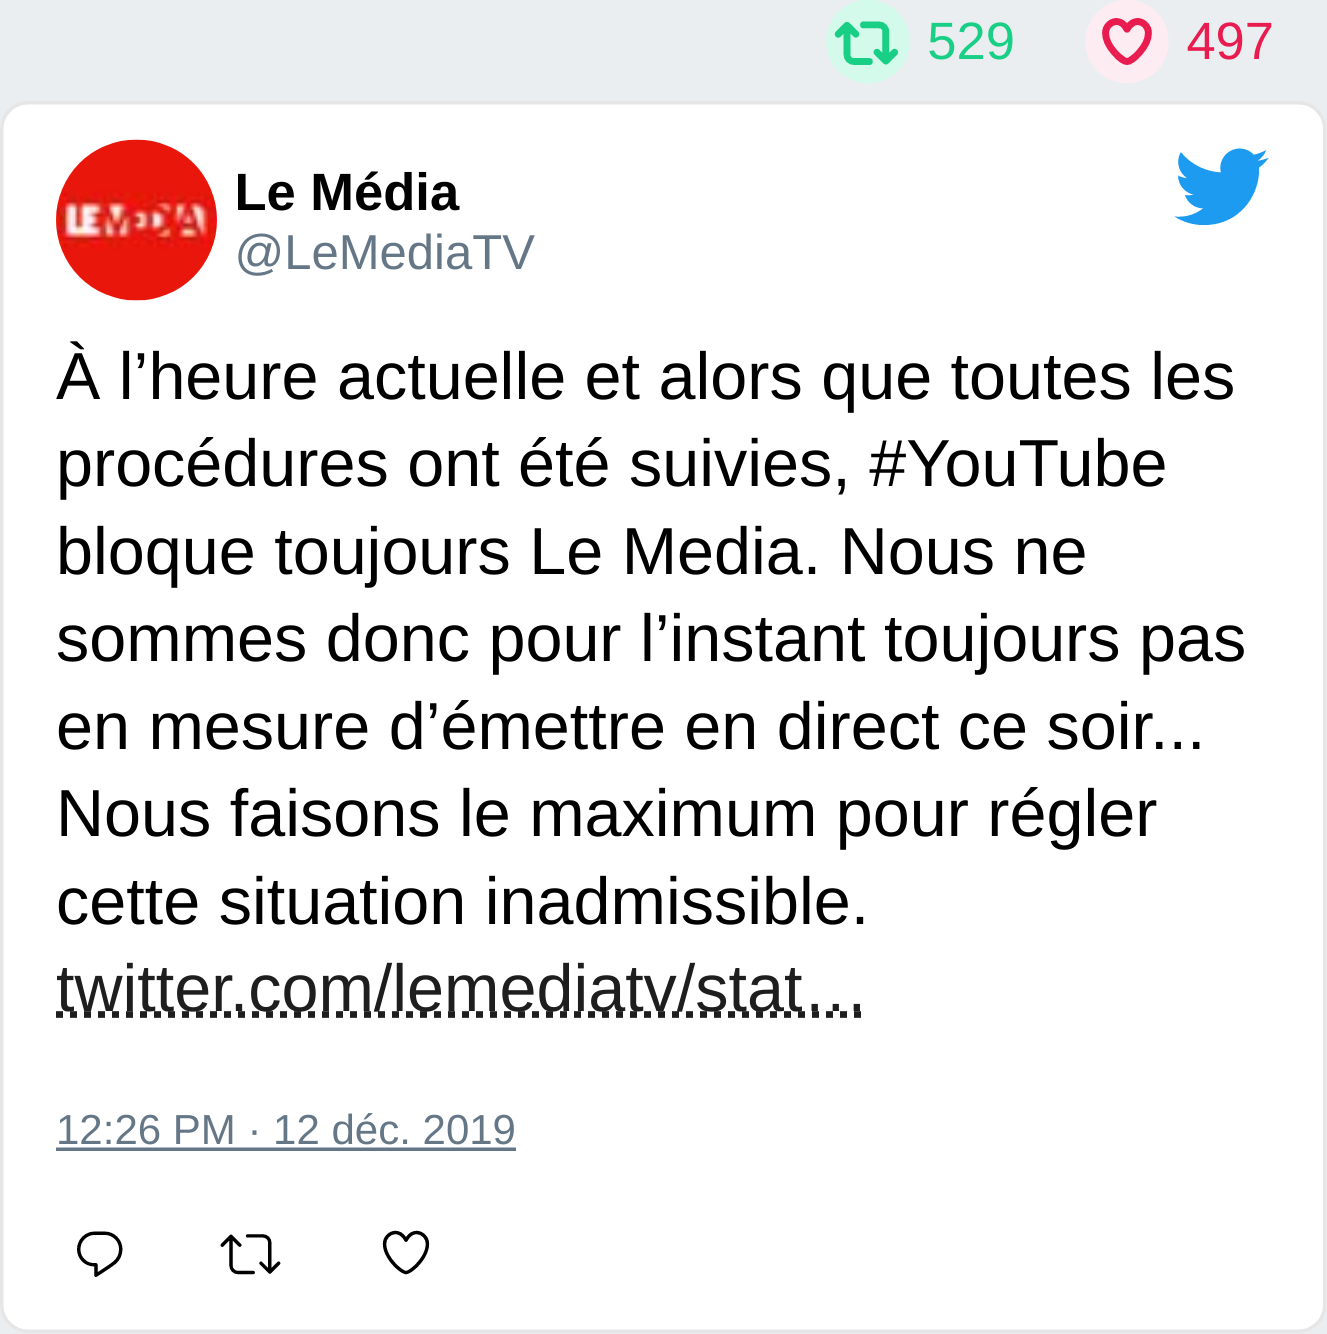 529 497
LE MEDIA
Le Média
@LeMediaTV
À l’heure actuelle et alors que toutes les
procédures ont été suivies, #YouTube
bloque toujours Le Media. Nous ne
sommes donc pour l’instant toujours pas
en mesure d’émettre en direct ce soir...
Nous faisons le maximum pour régler
cette situation inadmissible.
twitter.com/lemediatv/stat…
12:26 PM · 12 déc. 2019